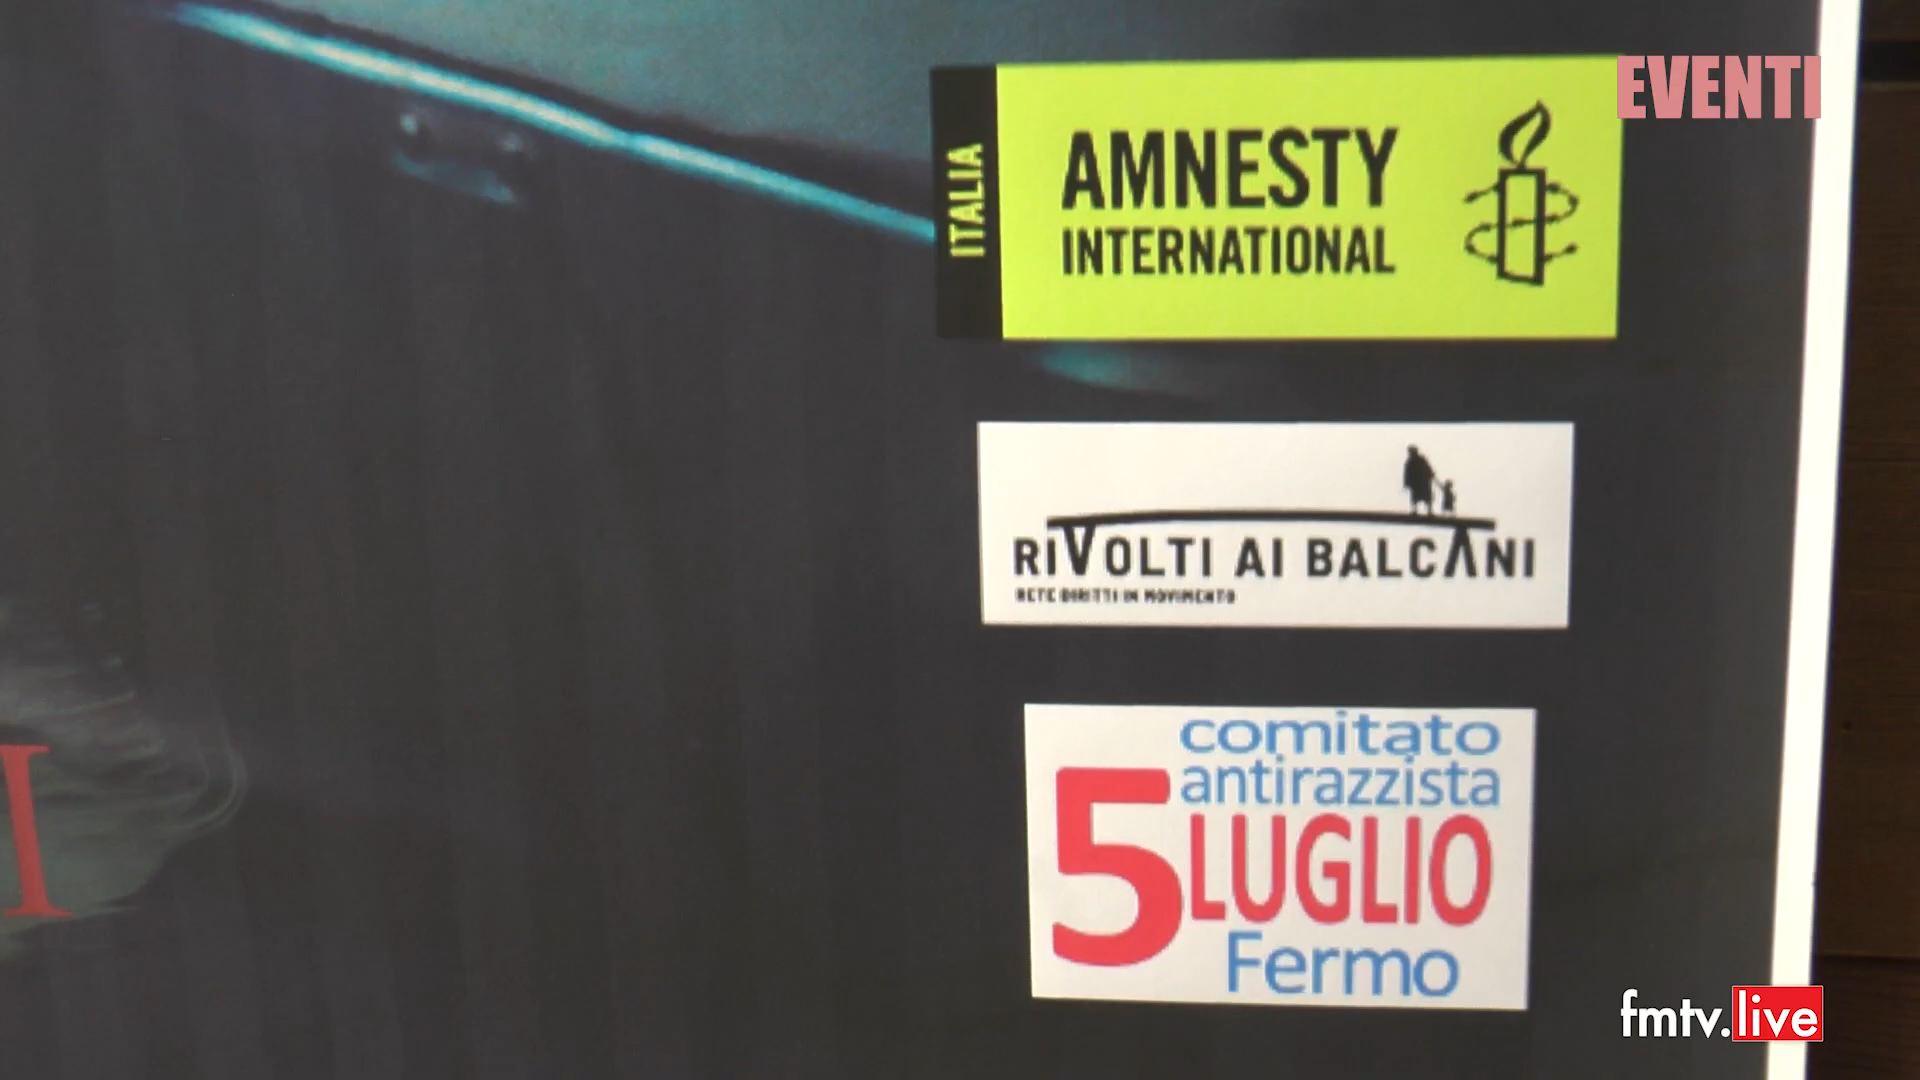 EVENTI
ITALIA
AMNESTY
INTERNATIONAL
RIVOLTI AI BALCANI
RETE DIRITTI IN MOVIMENTO
comitato
antirazzista
5 LUGLIO
Fermo
I
fmtv.live